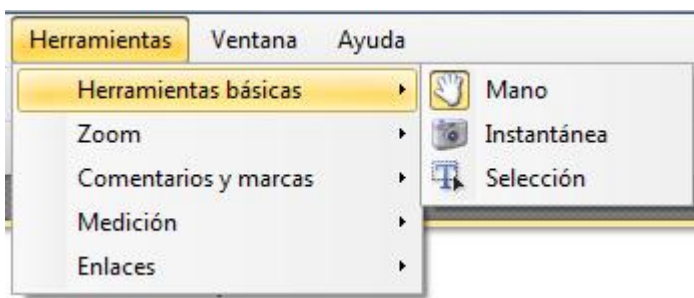 Herramientas Ventana Ayuda
Herramientas básicas
Zoom
Comentarios y marcas
Medición
Enlaces
Mano
Instantánea
Selección